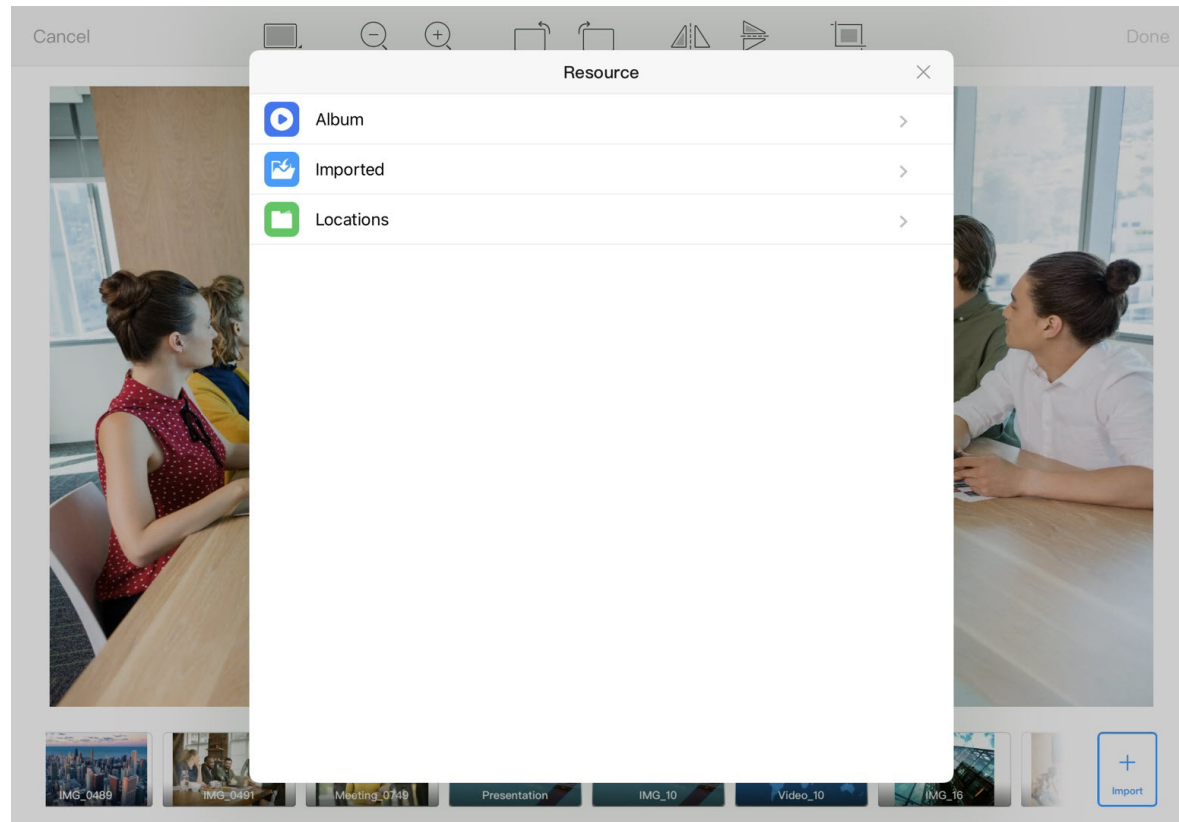 Cancel
Done
Resource
Album
Imported
Locations
IMG_0489
IMG_0491
Meeting_0749
Presentation
IMG_10
Video_10
IMG_16
Import